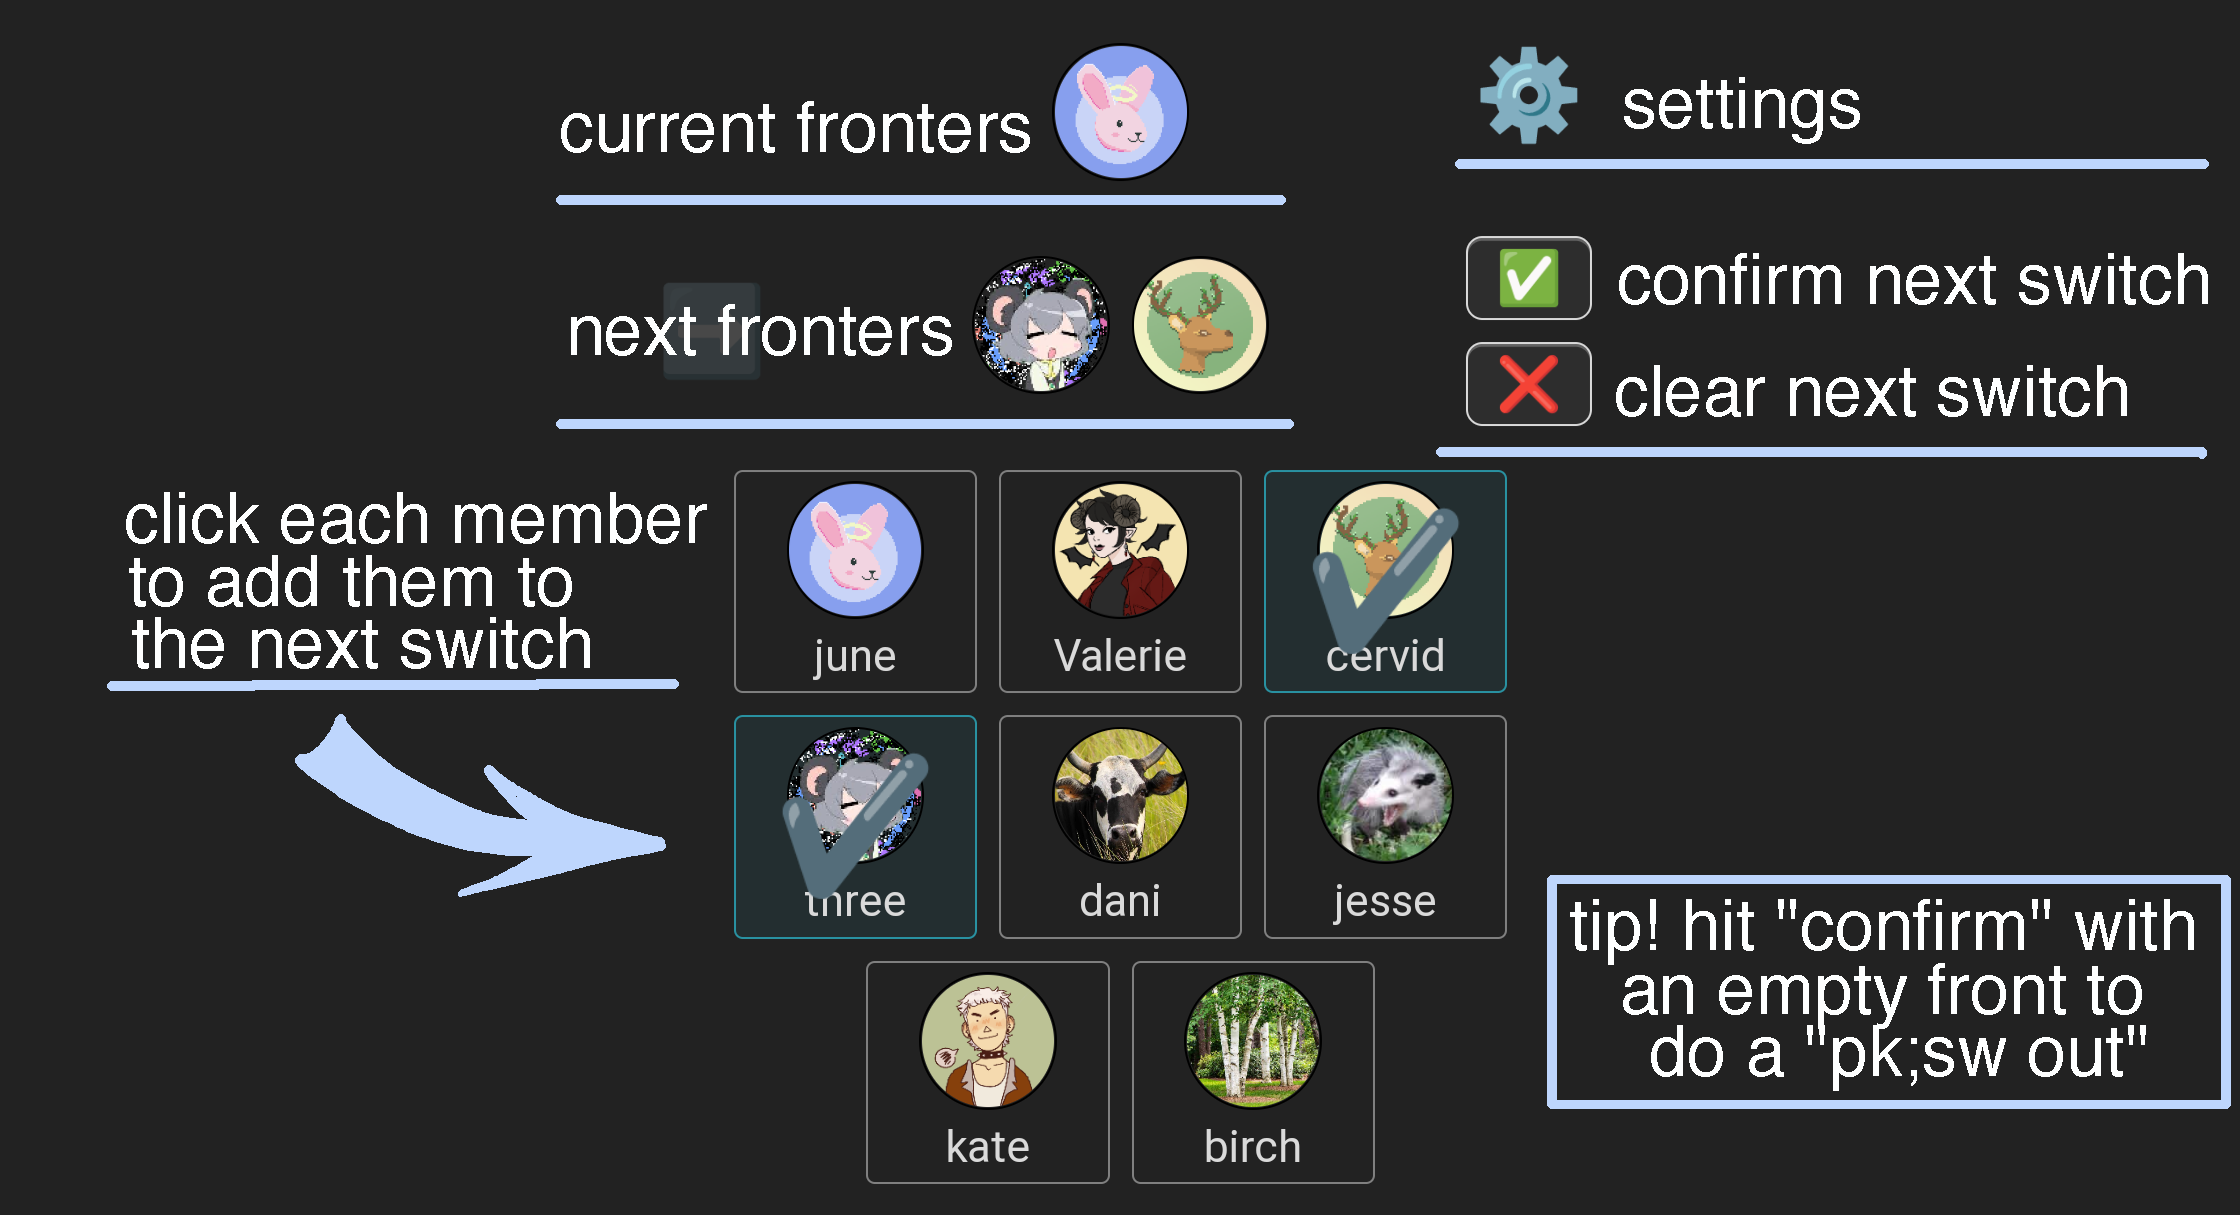 current fronters
settings
next fronters
confirm next switch
clear next switch
click each member
to add them to
the next switch
june
Valerie
cervid
three
dani
jesse
tip! hit "confirm" with
an empty front to
do a "pk;sw out"
kate
birch